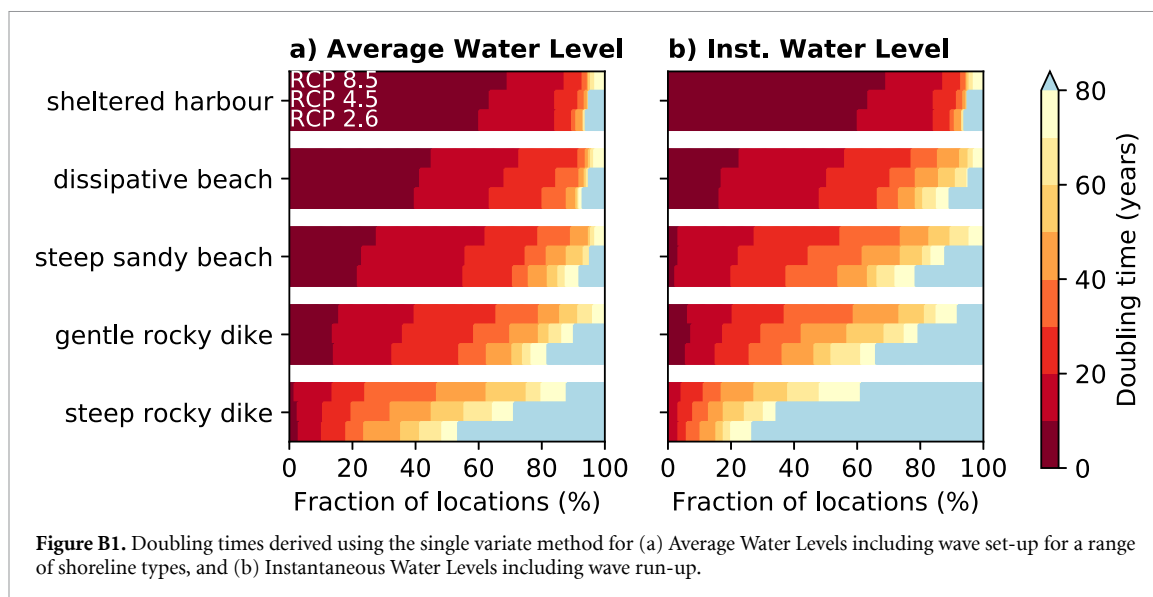 a) Average Water Level
b) Inst. Water Level
sheltered harbour
dissipative beach
steep sandy beach
gentle rocky dike
steep rocky dike
RCP 8.5
RCP 4.5
RCP 2.6
0 20 40 60 80 100
Fraction of locations (%)
0 20 40 60 80 100
Fraction of locations (%)
80
60
40
20
0
Doubling time (years)
Figure B1. Doubling times derived using the single variate method for (a) Average Water Levels including wave set-up for a range
of shoreline types, and (b) Instantaneous Water Levels including wave run-up.